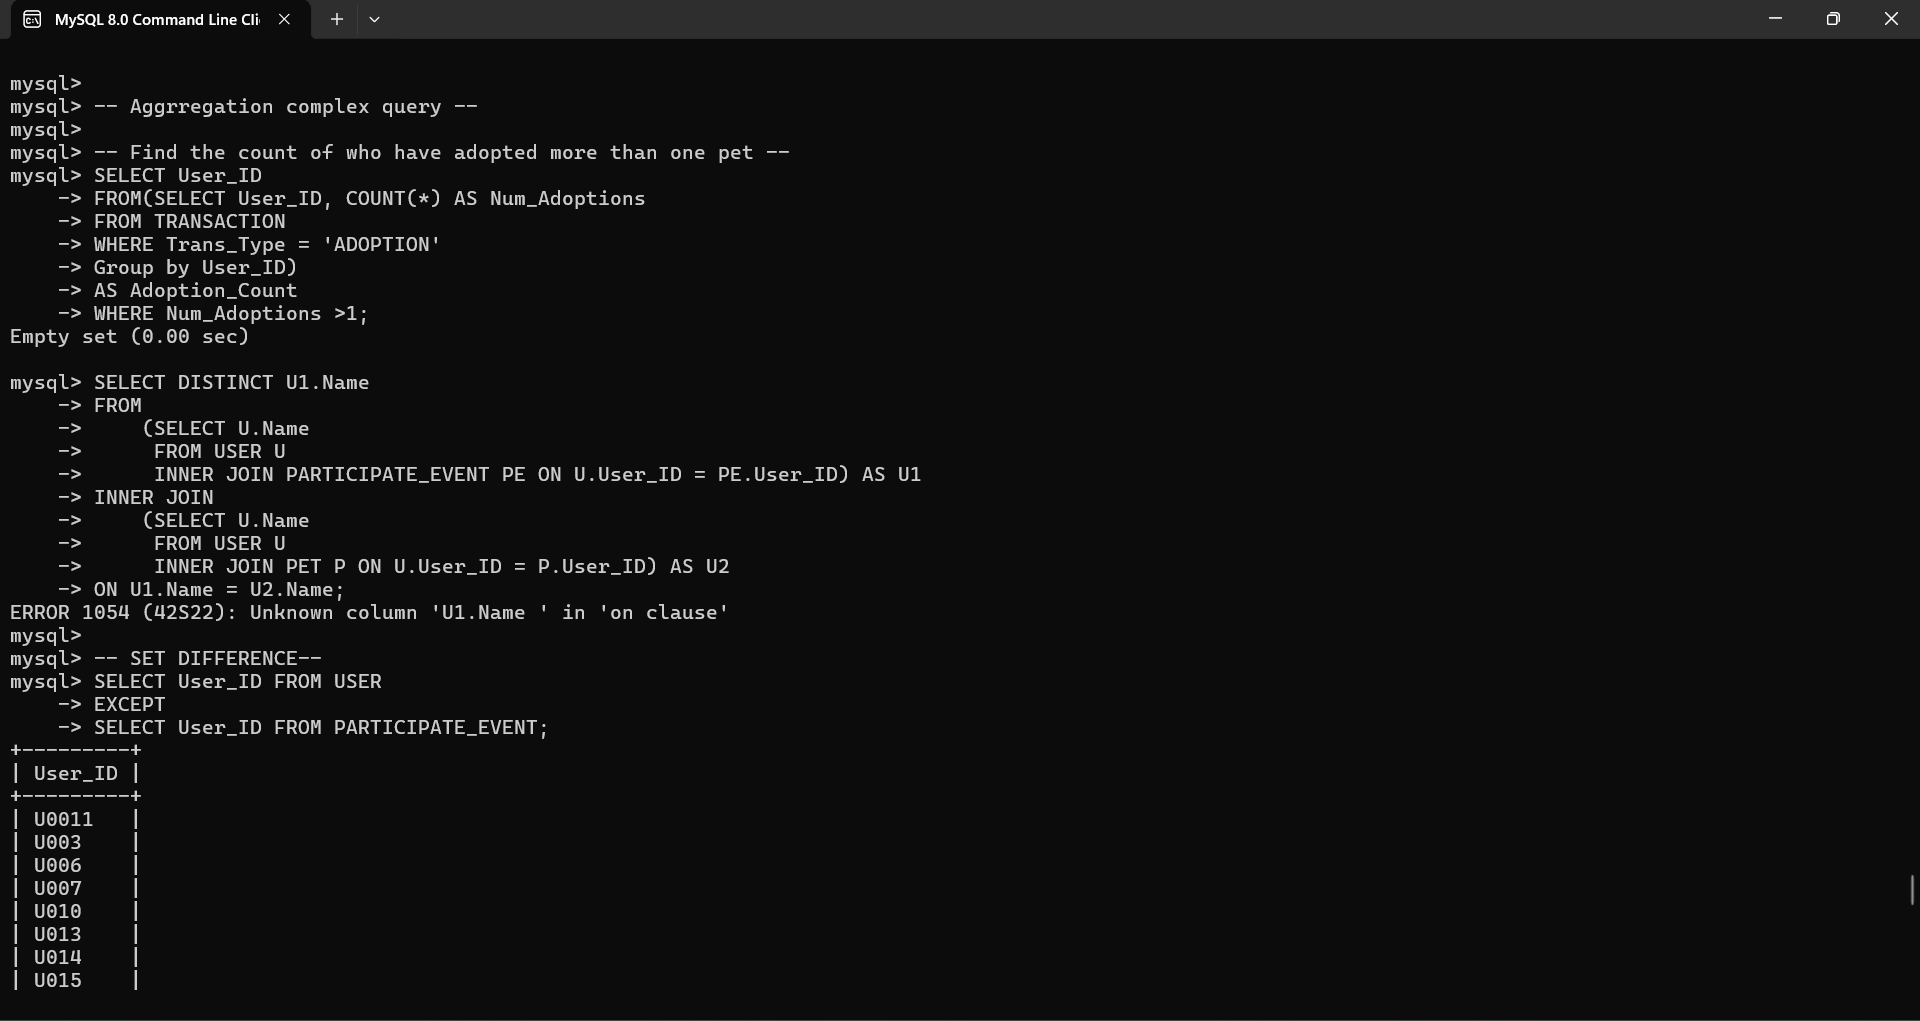 MySQL 8.0 Command Line Cli
mysql>
mysql> -- Aggrregation complex query --
mysql>
mysql> -- Find the count of who have adopted more than one pet --
mysql> SELECT User_ID
    -> FROM(SELECT User_ID, COUNT(*) AS Num_Adoptions
    -> FROM TRANSACTION
    -> WHERE Trans_Type = 'ADOPTION'
    -> Group by User_ID)
    -> AS Adoption_Count
    -> WHERE Num_Adoptions >1;
Empty set (0.00 sec)
mysql> SELECT DISTINCT U1.Name
    -> FROM
    ->     (SELECT U.Name
    ->      FROM USER U
    ->      INNER JOIN PARTICIPATE_EVENT PE ON U.User_ID = PE.User_ID) AS U1
    -> INNER JOIN
    ->     (SELECT U.Name
    ->      FROM USER U
    ->      INNER JOIN PET P ON U.User_ID = P.User_ID) AS U2
    -> ON U1.Name = U2.Name;
ERROR 1054 (42S22): Unknown column 'U1.Name ' in 'on clause'
mysql>
mysql> -- SET DIFFERENCE--
mysql> SELECT User_ID FROM USER
    -> EXCEPT
    -> SELECT User_ID FROM PARTICIPATE_EVENT;
+---------+
| User_ID |
+---------+
| U0011   |
| U003    |
| U006    |
| U007    |
| U010    |
| U013    |
| U014    |
| U015    |